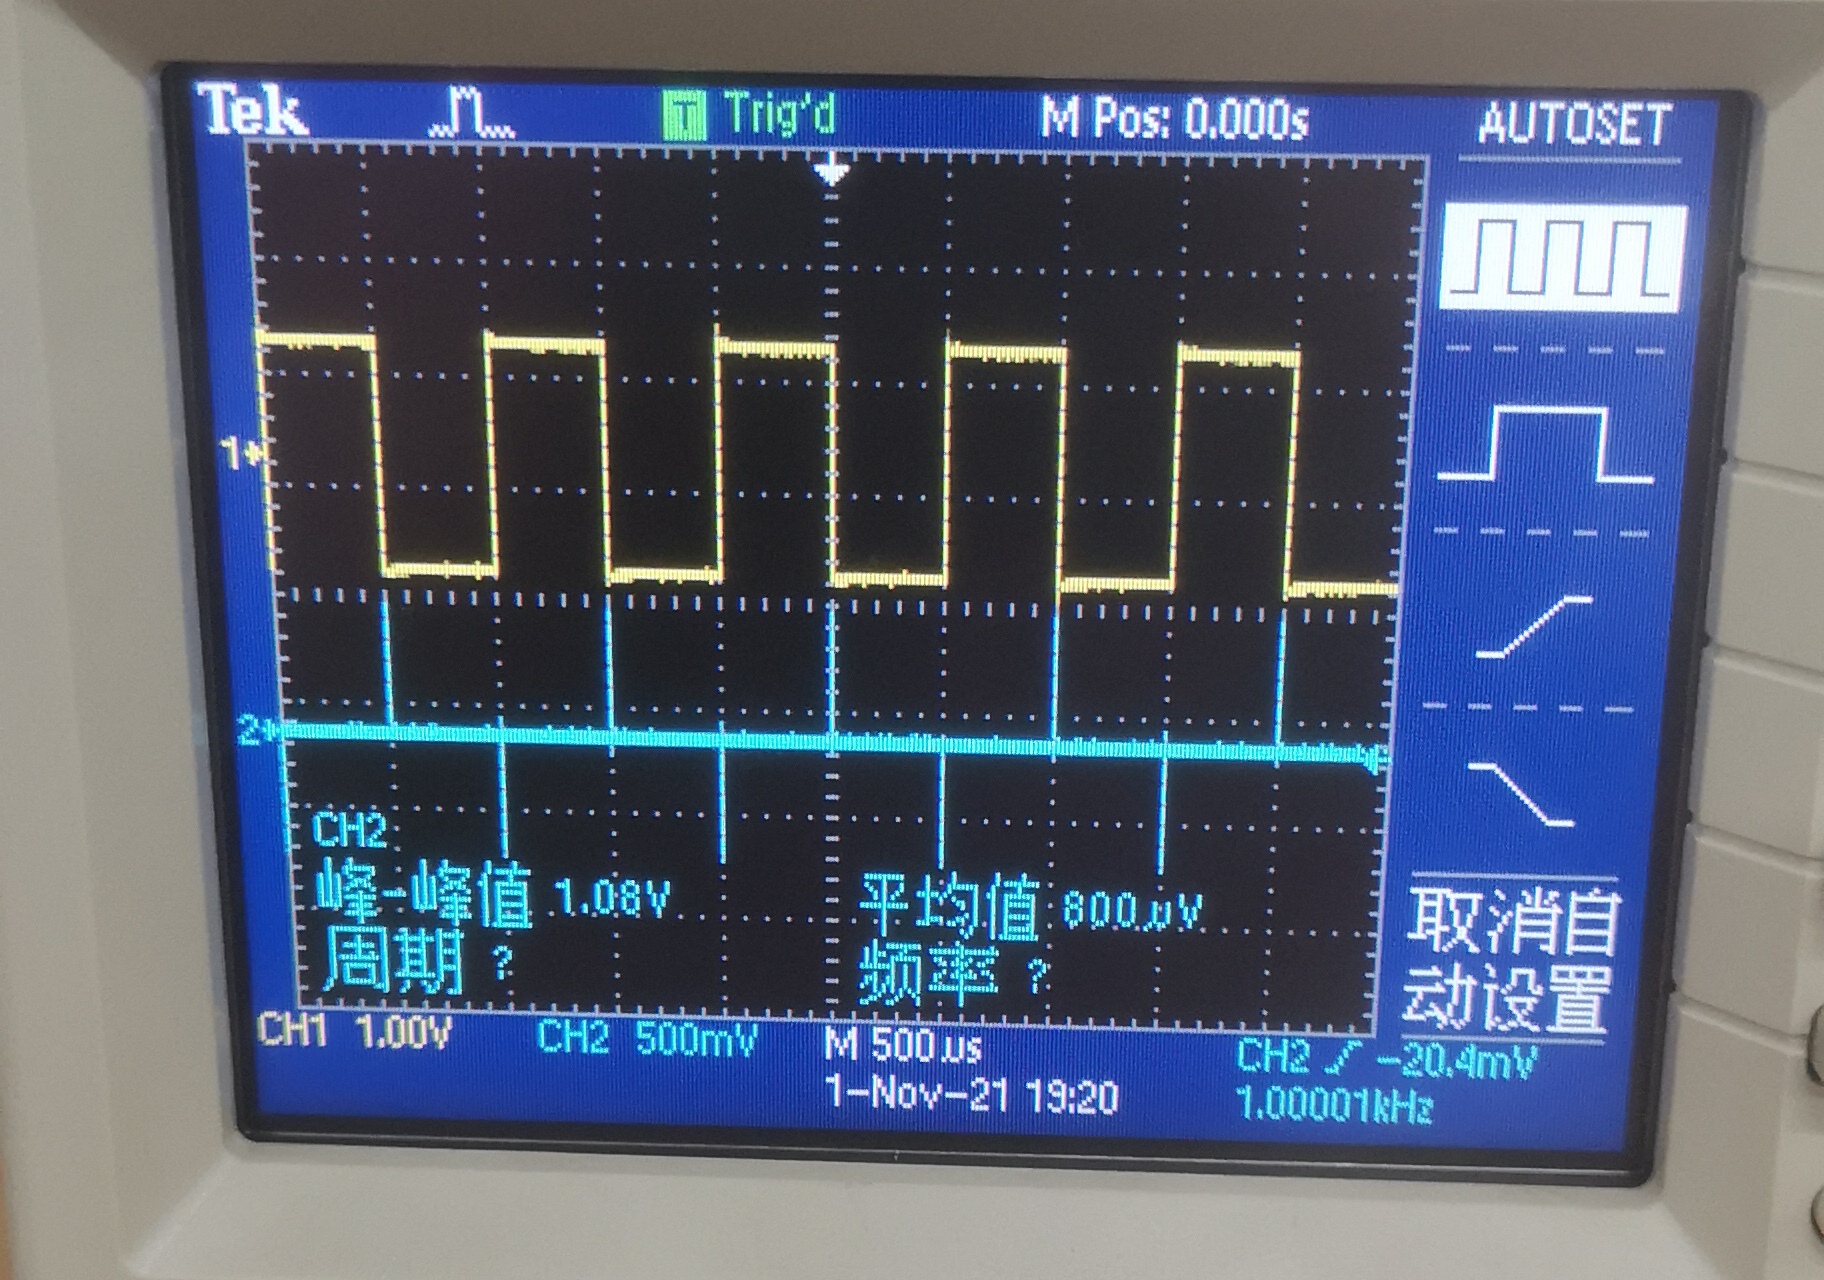 Tek T Trig'd M Pos: 0.000s AUTOSET
1
2
CH2
峰-峰值 1.08V 平均值 800µV
周期 ? 频率 ?
取消自
动设置
CH1 1.00V CH2 500mV M 500µs CH2 -20.4mV
1-Nov-21 19:20 1.00001kHz